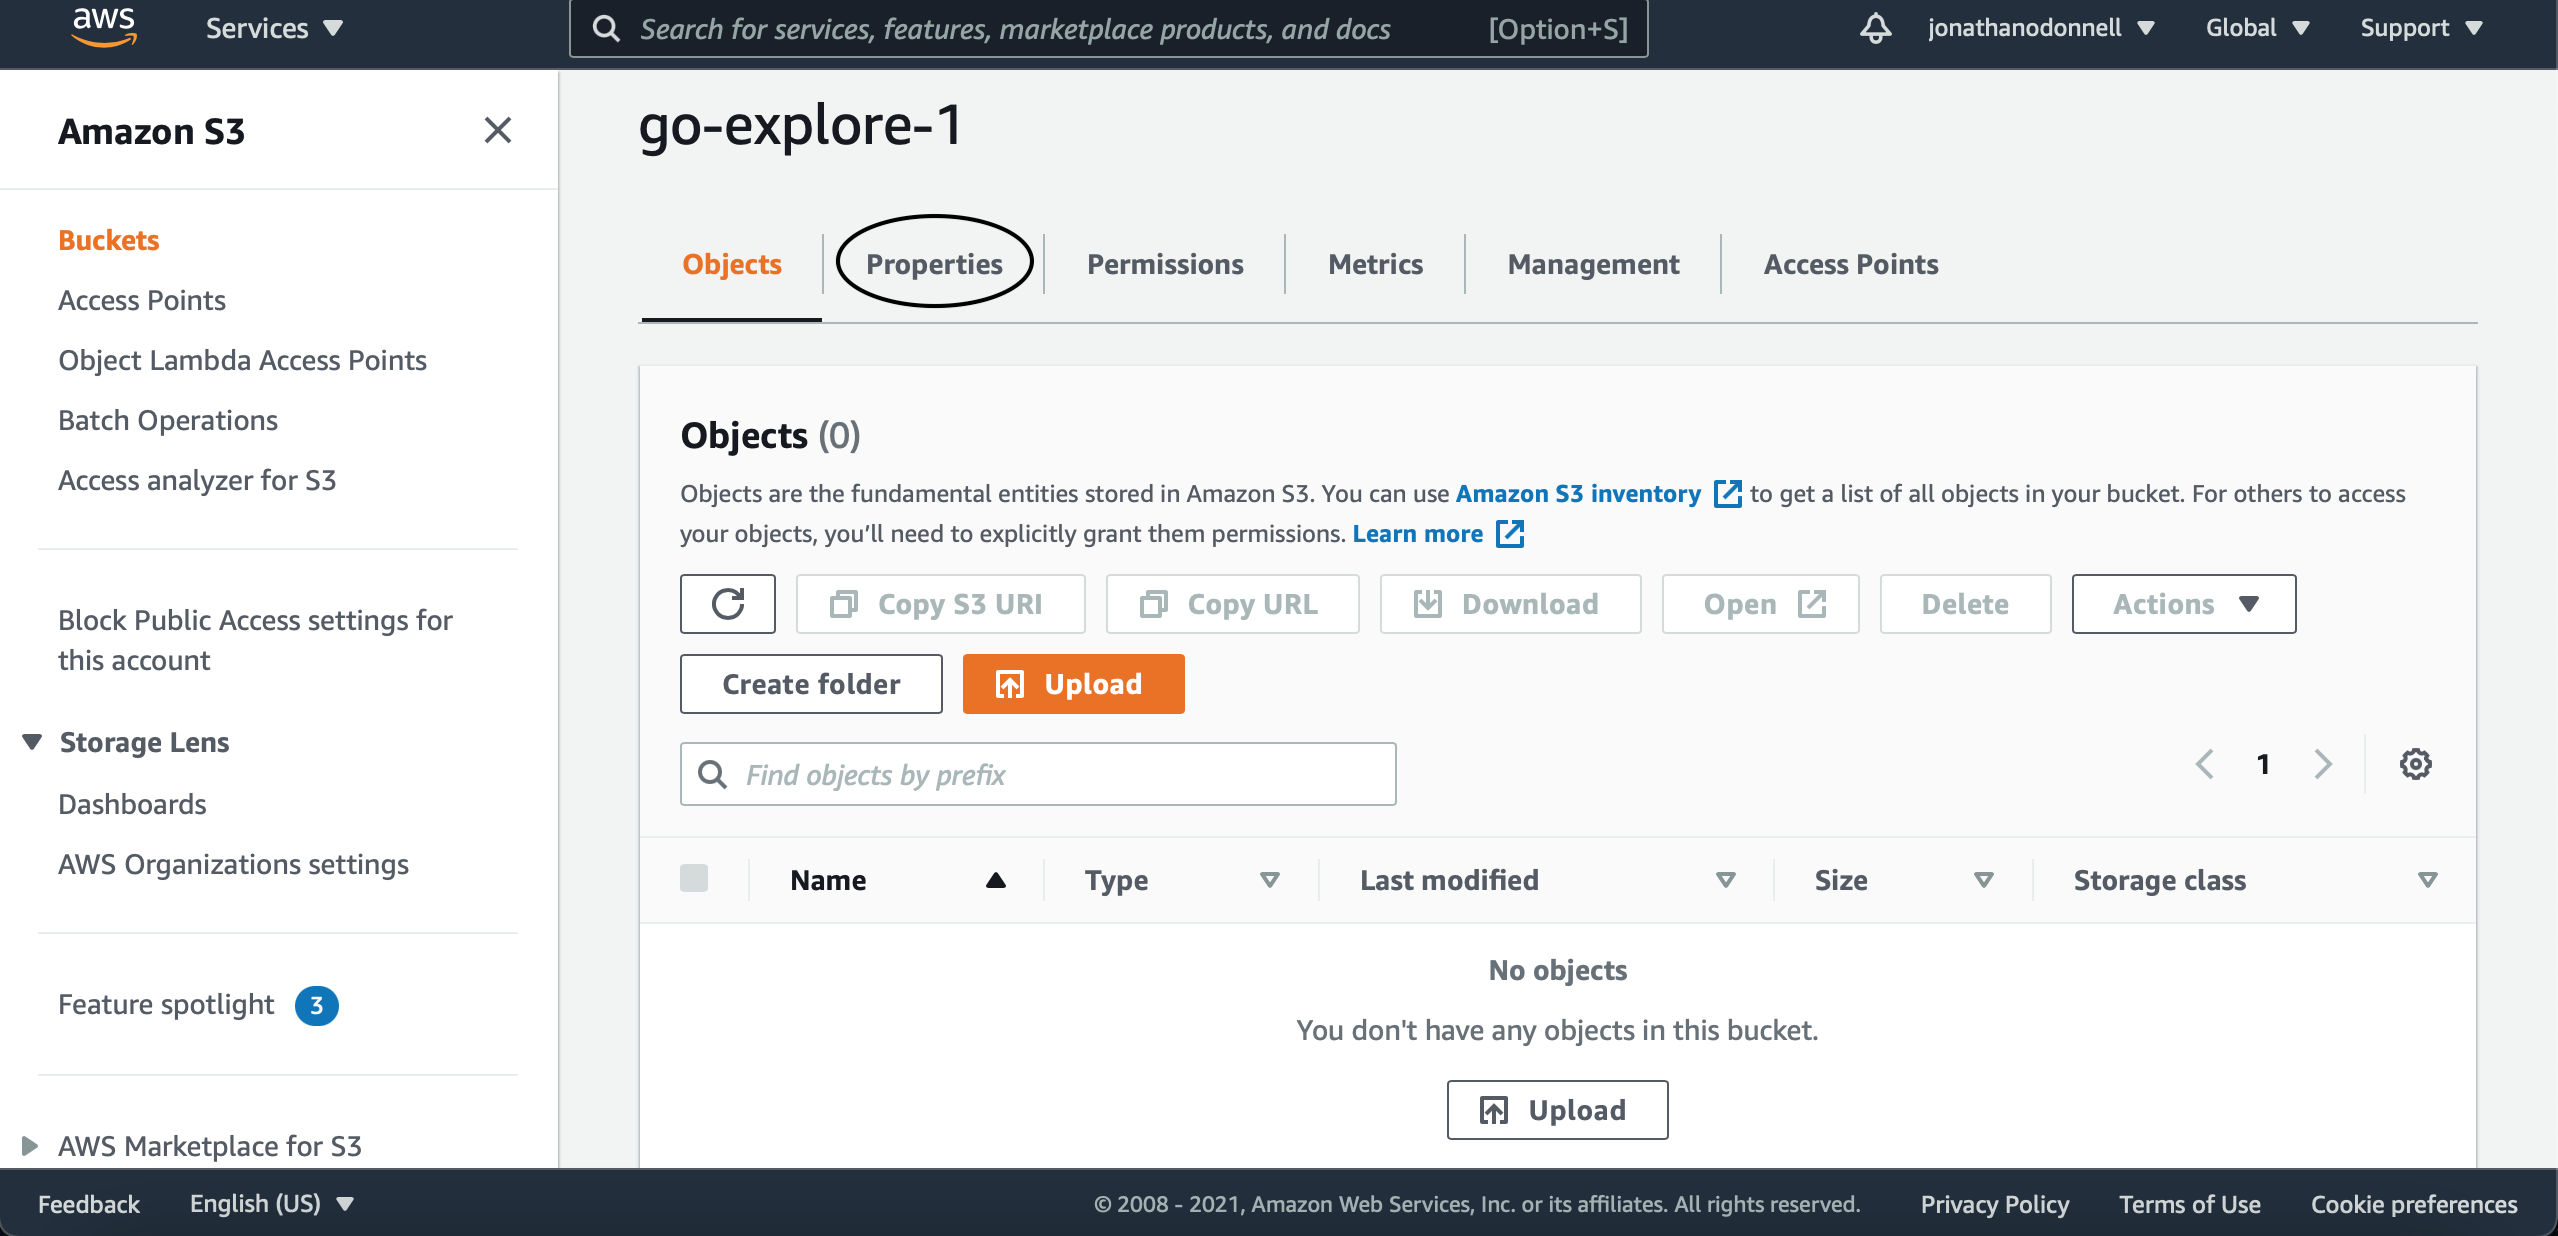 aws
Services
Search for services, features, marketplace products, and docs
[Option+S]
jonathanodonnell
Global
Support
Amazon S3
Buckets
Access Points
Object Lambda Access Points
Batch Operations
Access analyzer for S3
Block Public Access settings for
this account
Storage Lens
Dashboards
AWS Organizations settings
Feature spotlight 3
AWS Marketplace for S3
go-explore-1
Objects
Properties
Permissions
Metrics
Management
Access Points
Objects (0)
Objects are the fundamental entities stored in Amazon S3. You can use Amazon S3 inventory to get a list of all objects in your bucket. For others to access
your objects, you’ll need to explicitly grant them permissions. Learn more
Copy S3 URI
Copy URL
Download
Open
Delete
Actions
Create folder
Upload
Find objects by prefix
1
Name
Type
Last modified
Size
Storage class
No objects
You don't have any objects in this bucket.
Upload
Feedback
English (US)
© 2008 - 2021, Amazon Web Services, Inc. or its affiliates. All rights reserved.
Privacy Policy
Terms of Use
Cookie preferences